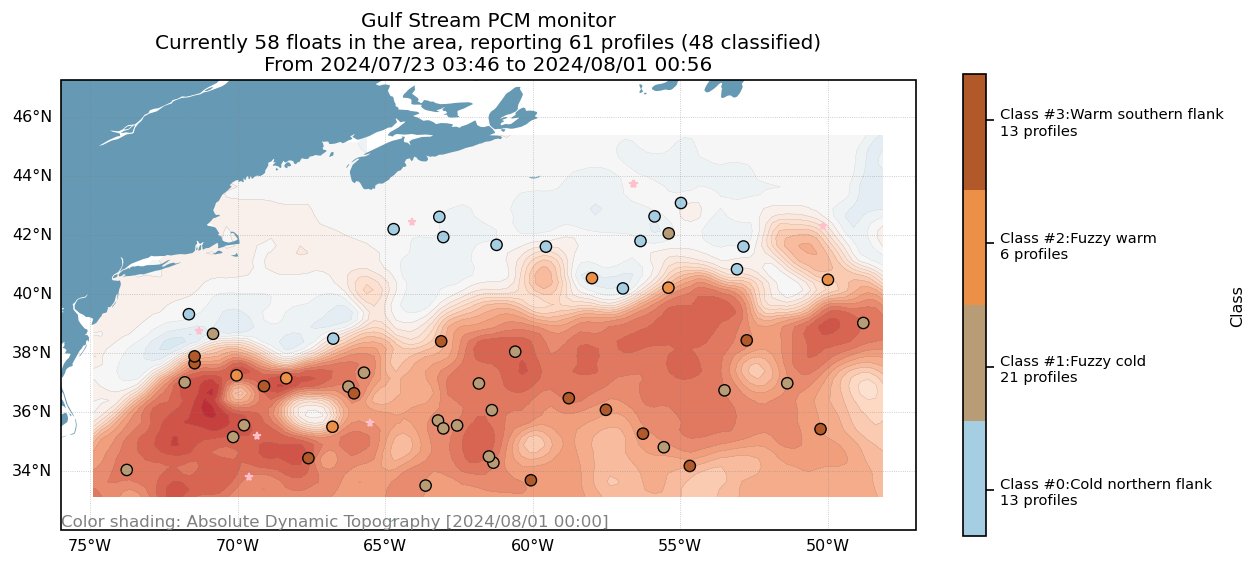 Gulf Stream PCM monitor
Currently 58 floats in the area, reporting 61 profiles (48 classified)
From 2024/07/23 03:46 to 2024/08/01 00:56
46°N
44°N
42°N
40°N
38°N
36°N
34°N
Color shading: Absolute Dynamic Topography [2024/08/01 00:00]
75°W
70°W
65°W
60°W
55°W
50°W
Class #3:Warm southern flank
13 profiles
Class #2:Fuzzy warm
6 profiles
Class #1:Fuzzy cold
21 profiles
Class #0:Cold northern flank
13 profiles
Class